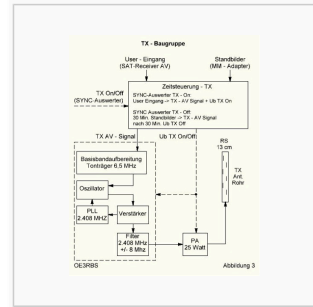 TX - Baugruppe
User - Eingang
(SAT-Receiver AV)
Standbilder
(MM - Adapter)
TX On/Off
(SYNC-Auswerter)
Zeitsteuerung - TX
SYNC-Auswerter TX - On:
User Eingang -> TX - AV Signal + Ub TX On
SYNC Auswerter TX - Off:
30 Min. Standbilder -> TX - AV Signal
nach 30 Min. Ub TX Off
TX AV - Signal
Ub TX On/Off
RS
13 cm
Basisbandaufbereitung
Tonträger 6,5 MHz
TX
Ant.
Rohr
Oszillator
PLL
2.408 MHZ
Verstärker
Filter
2.408 MHz
+/- 8 Mhz
PA
25 Watt
OE3RBS
Abbildung 3